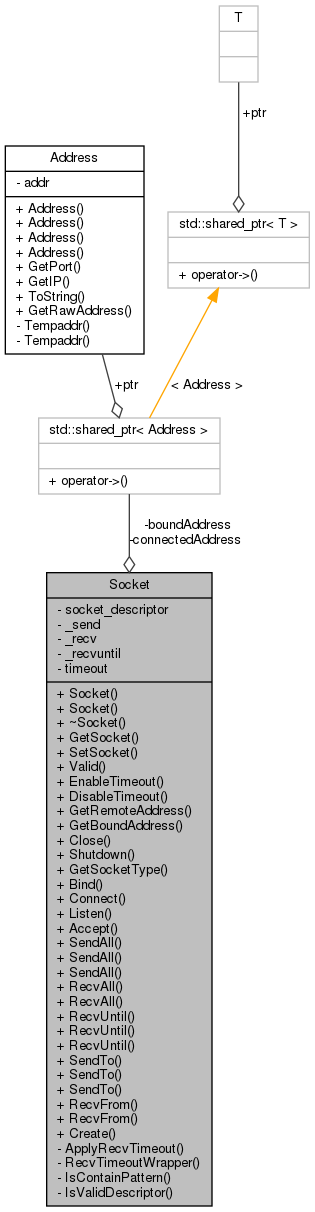 T
+ptr
Address
- addr
+ Address()
+ Address()
+ Address()
+ Address()
+ GetPort()
+ GetIP()
+ ToString()
+ GetRawAddress()
- Tempaddr()
- Tempaddr()
std::shared_ptr< T >
+ operator->()
+ptr
< Address >
std::shared_ptr< Address >
+ operator->()
-boundAddress
-connectedAddress
Socket
- socket_descriptor
- _send
- _recv
- _recvuntil
- timeout
+ Socket()
+ Socket()
+ ~Socket()
+ GetSocket()
+ SetSocket()
+ Valid()
+ EnableTimeout()
+ DisableTimeout()
+ GetRemoteAddress()
+ GetBoundAddress()
+ Close()
+ Shutdown()
+ GetSocketType()
+ Bind()
+ Connect()
+ Listen()
+ Accept()
+ SendAll()
+ SendAll()
+ SendAll()
+ RecvAll()
+ RecvAll()
+ RecvUntil()
+ RecvUntil()
+ RecvUntil()
+ SendTo()
+ SendTo()
+ SendTo()
+ RecvFrom()
+ RecvFrom()
+ Create()
- ApplyRecvTimeout()
- RecvTimeoutWrapper()
- IsContainPattern()
- IsValidDescriptor()